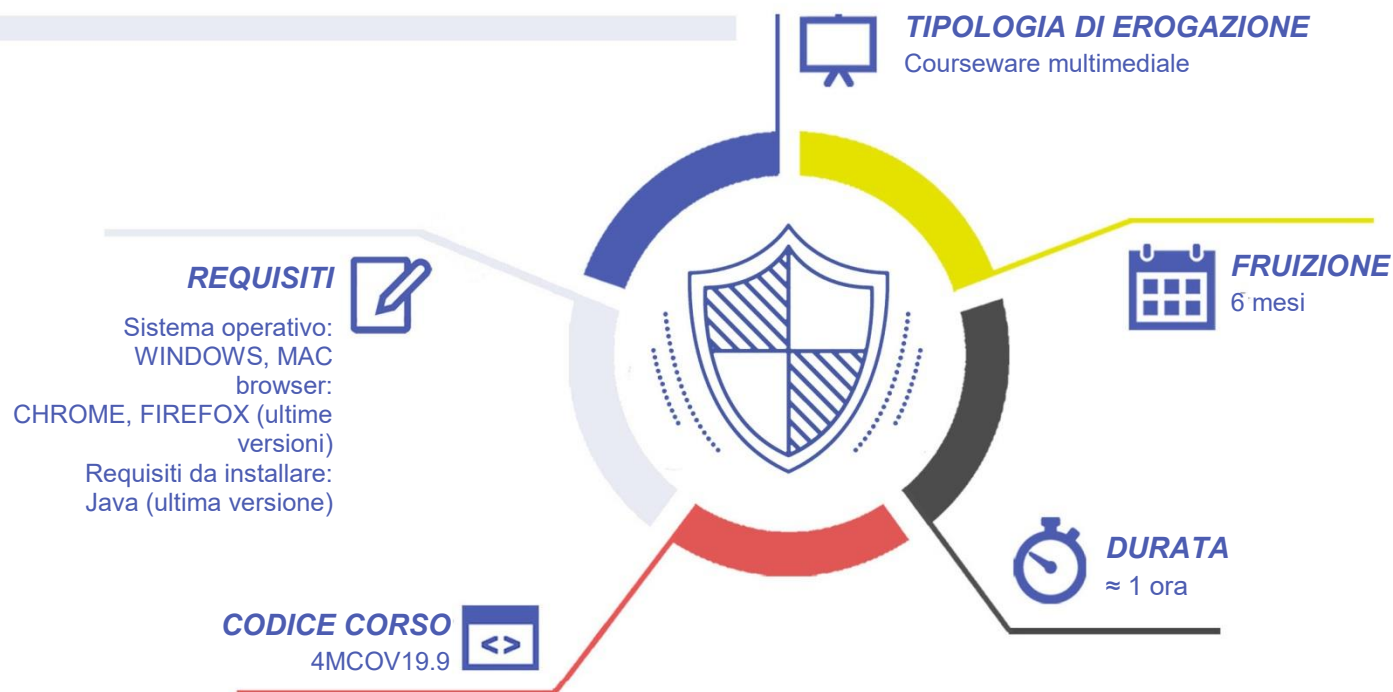 TIPOLOGIA DI EROGAZIONE
Courseware multimediale
FRUIZIONE
6 mesi
REQUISITI
Sistema operativo:
WINDOWS, MAC
browser:
CHROME, FIREFOX (ultime
versioni)
Requisiti da installare:
Java (ultima versione)
DURATA
≈ 1 ora
CODICE CORSO
4MCOV19.9
<>